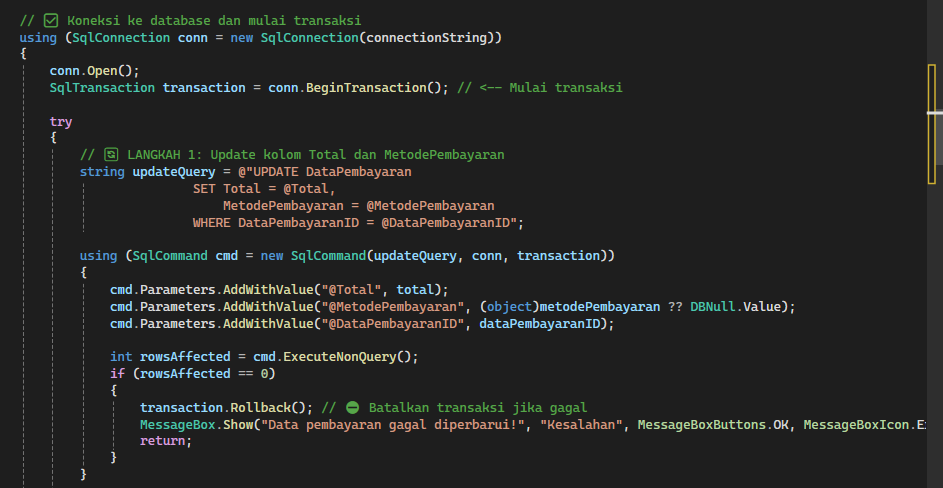 // ✅ Koneksi ke database dan mulai transaksi
using (SqlConnection conn = new SqlConnection(connectionString))
{
conn.Open();
SqlTransaction transaction = conn.BeginTransaction(); // <-- Mulai transaksi
try
{
// 🔄 LANGKAH 1: Update kolom Total dan MetodePembayaran
string updateQuery = @"UPDATE DataPembayaran
SET Total = @Total,
MetodePembayaran = @MetodePembayaran
WHERE DataPembayaranID = @DataPembayaranID";
using (SqlCommand cmd = new SqlCommand(updateQuery, conn, transaction))
{
cmd.Parameters.AddWithValue("@Total", total);
cmd.Parameters.AddWithValue("@MetodePembayaran", (object)metodePembayaran ?? DBNull.Value);
cmd.Parameters.AddWithValue("@DataPembayaranID", dataPembayaranID);
int rowsAffected = cmd.ExecuteNonQuery();
if (rowsAffected == 0)
{
transaction.Rollback(); // ⛔ Batalkan transaksi jika gagal
MessageBox.Show("Data pembayaran gagal diperbarui!", "Kesalahan", MessageBoxButtons.OK, MessageBoxIcon.
return;
}
}